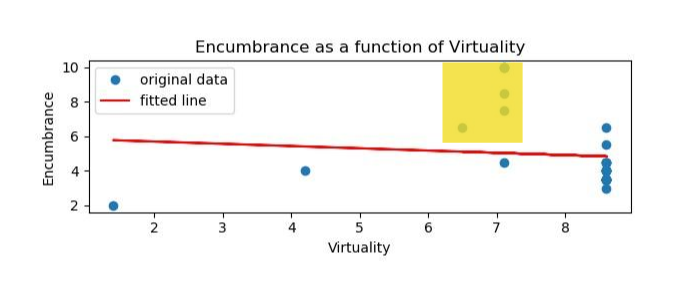 Encumbrance as a function of Virtuality
original data
fitted line
Encumbrance
10
8
6
4
2
2
3
4
5
6
7
8
Virtuality